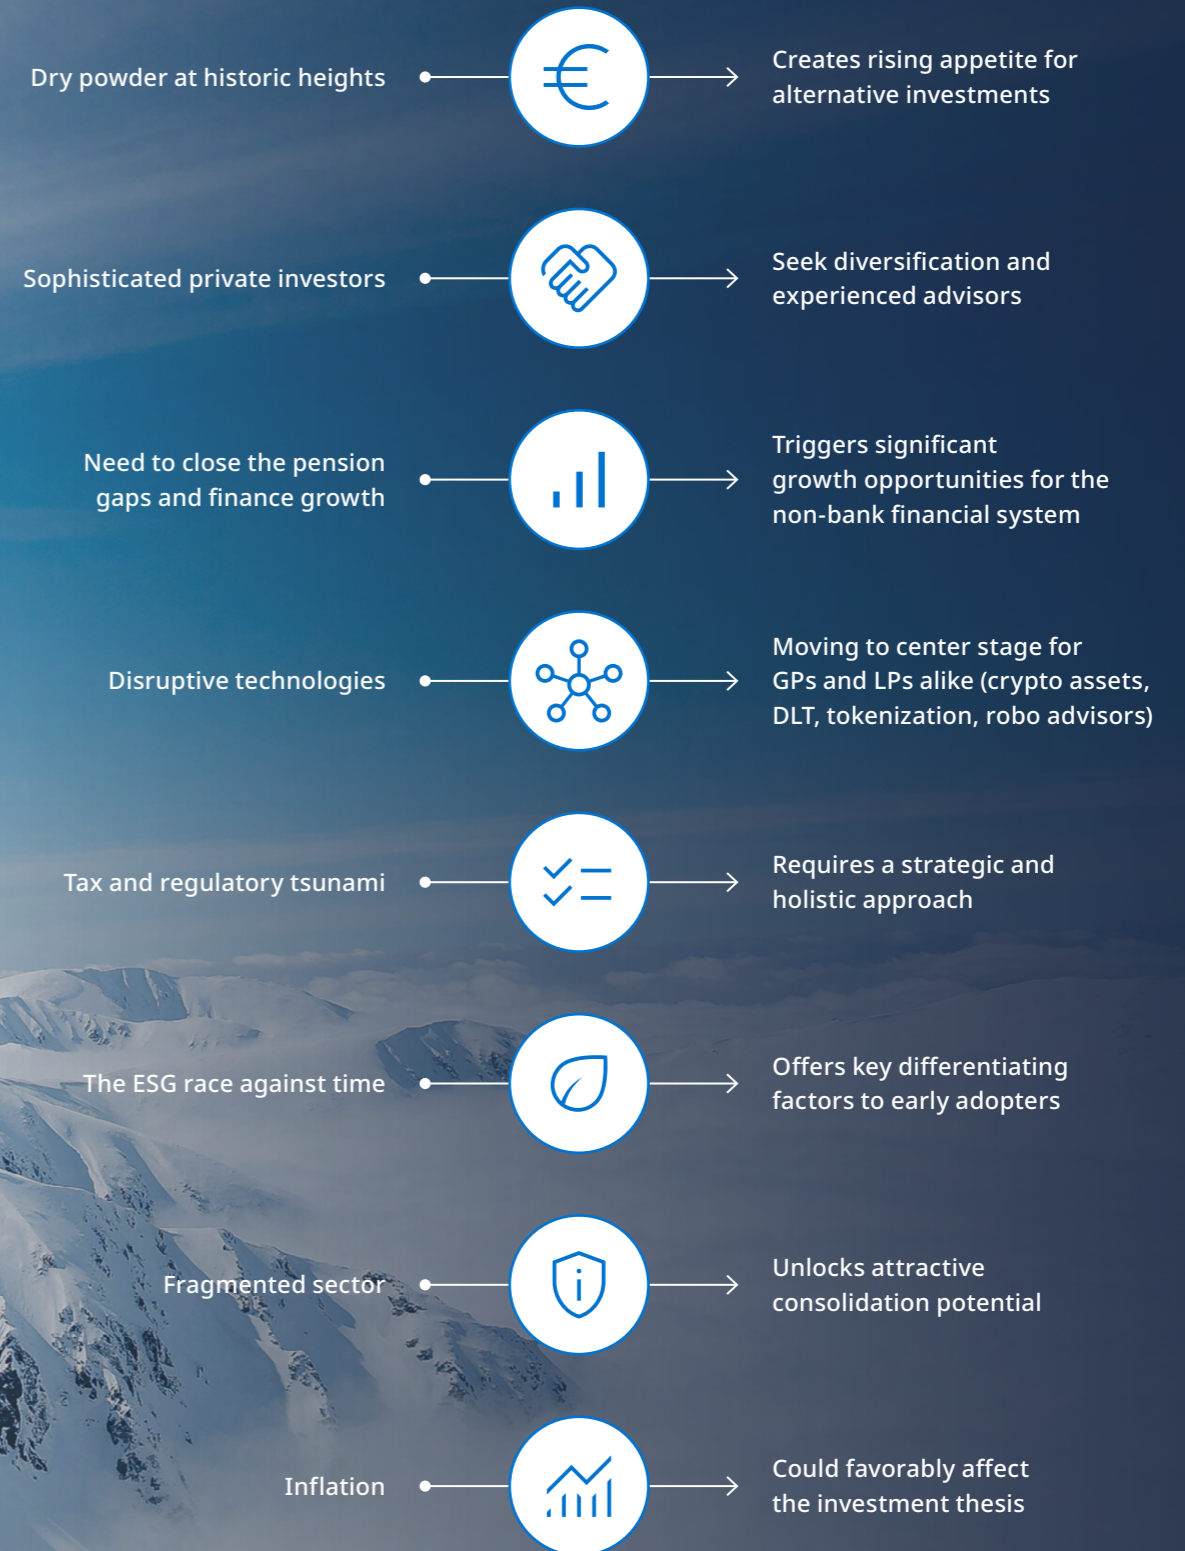 Dry powder at historic heights
Creates rising appetite for
alternative investments
Sophisticated private investors
Seek diversification and
experienced advisors
Need to close the pension
gaps and finance growth
Triggers significant
growth opportunities for the
non-bank financial system
Disruptive technologies
Moving to center stage for
GPs and LPs alike (crypto assets,
DLT, tokenization, robo advisors)
Tax and regulatory tsunami
Requires a strategic and
holistic approach
The ESG race against time
Offers key differentiating
factors to early adopters
Fragmented sector
Unlocks attractive
consolidation potential
Inflation
Could favorably affect
the investment thesis